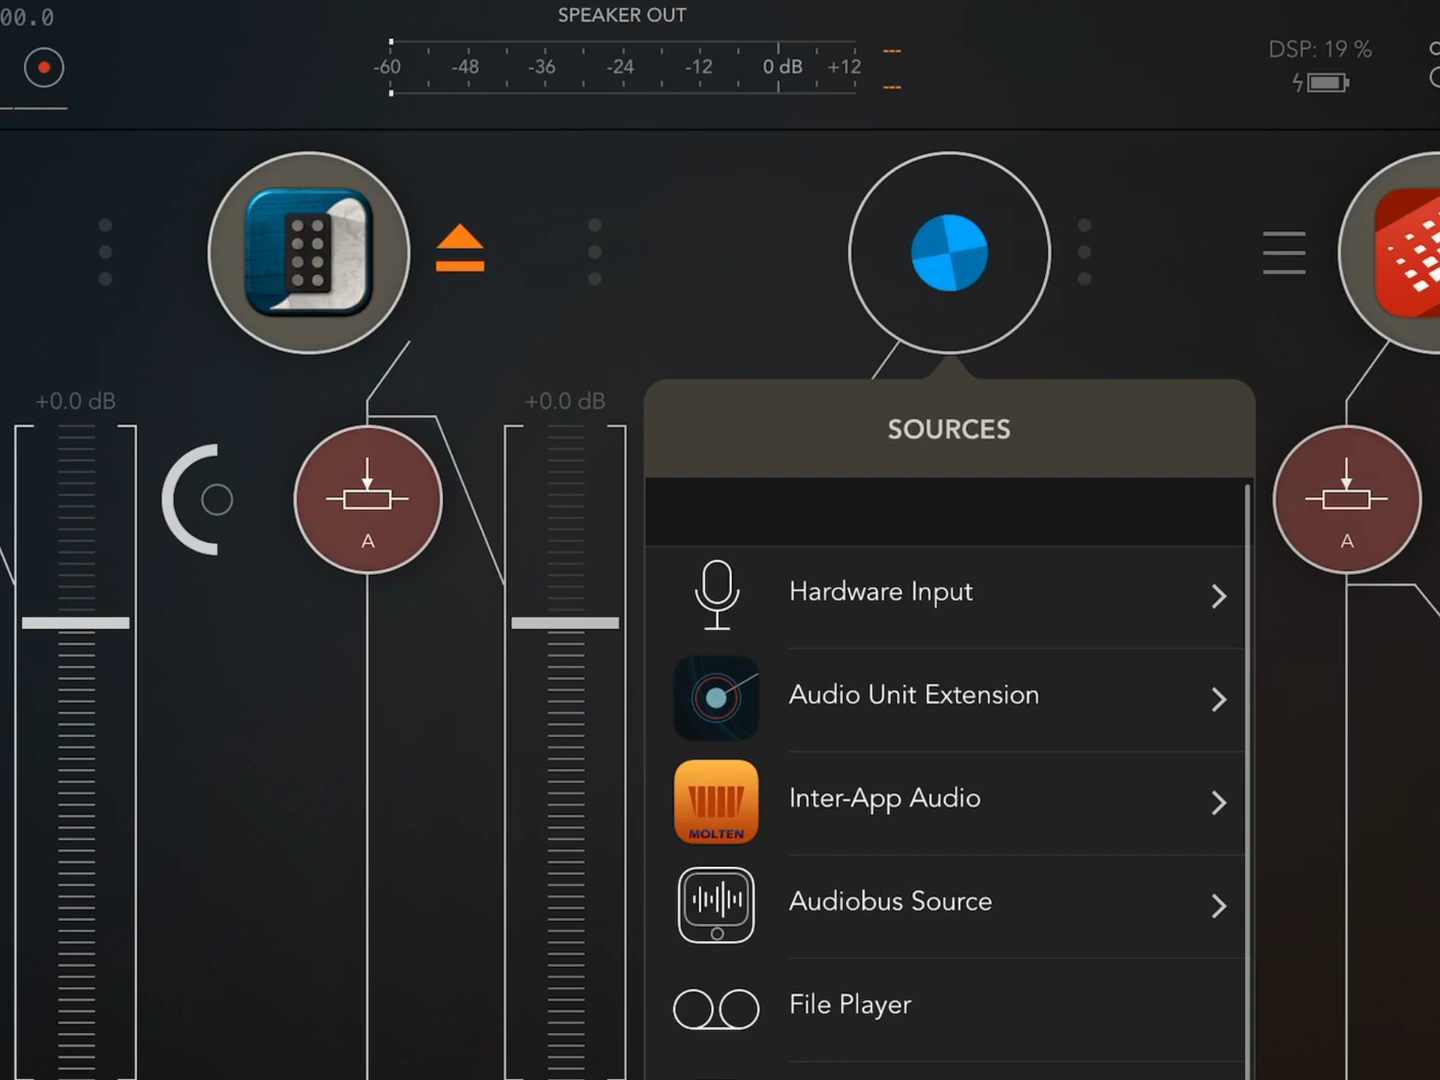 00.0
SPEAKER OUT
-60 -48 -36 -24 -12 0 dB +12
DSP: 19 %
+0.0 dB
+0.0 dB
SOURCES
A
A
Hardware Input
Audio Unit Extension
Inter-App Audio
MOLTEN
Audiobus Source
File Player